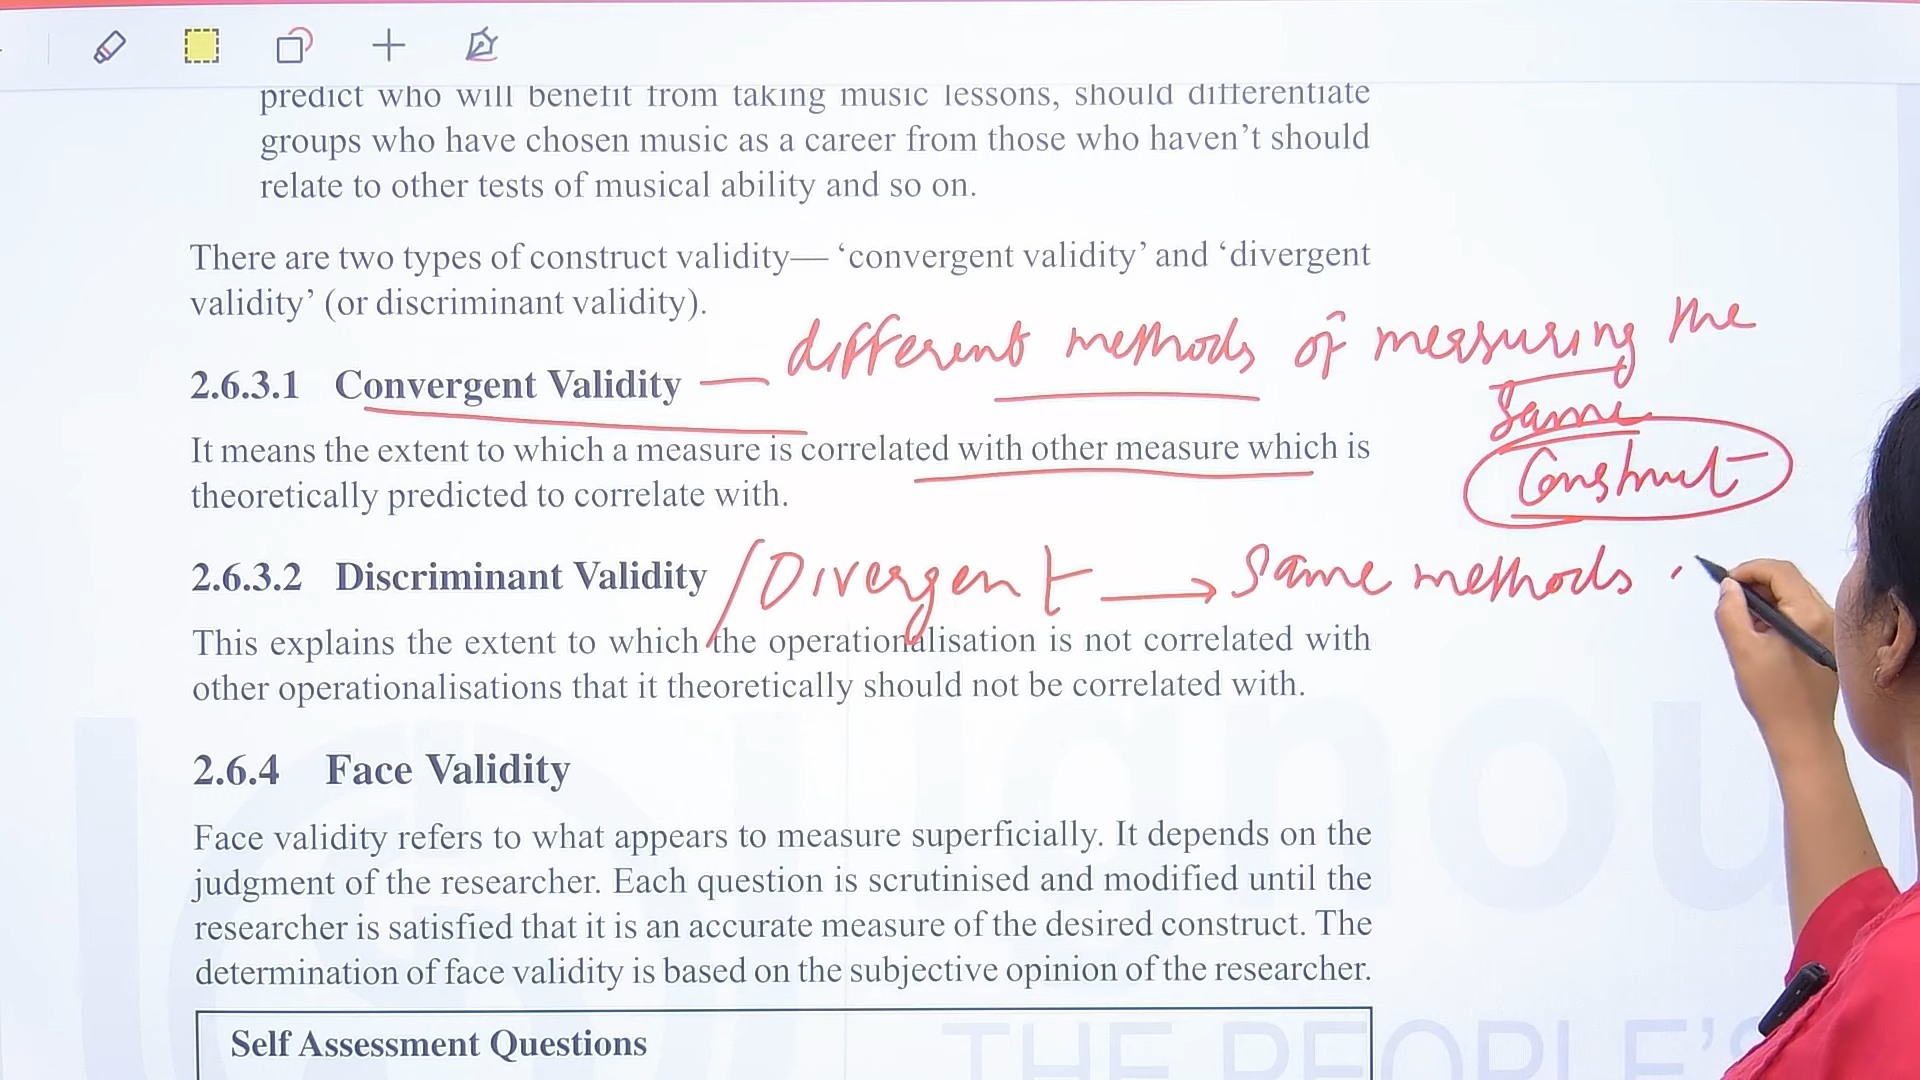 predict who will benefit from taking music lessons, should differentiate
groups who have chosen music as a career from those who haven’t should
relate to other tests of musical ability and so on.
There are two types of construct validity— ‘convergent validity’ and ‘divergent
validity’ (or discriminant validity).
2.6.3.1 Convergent Validity — different methods of measuring the
same
Construct
It means the extent to which a measure is correlated with other measure which is
theoretically predicted to correlate with.
2.6.3.2 Discriminant Validity / Divergent → Same methods
This explains the extent to which the operationalisation is not correlated with
other operationalisations that it theoretically should not be correlated with.
2.6.4 Face Validity
Face validity refers to what appears to measure superficially. It depends on the
judgment of the researcher. Each question is scrutinised and modified until the
researcher is satisfied that it is an accurate measure of the desired construct. The
determination of face validity is based on the subjective opinion of the researcher.
Self Assessment Questions
ignou
THE PEOPLE’S